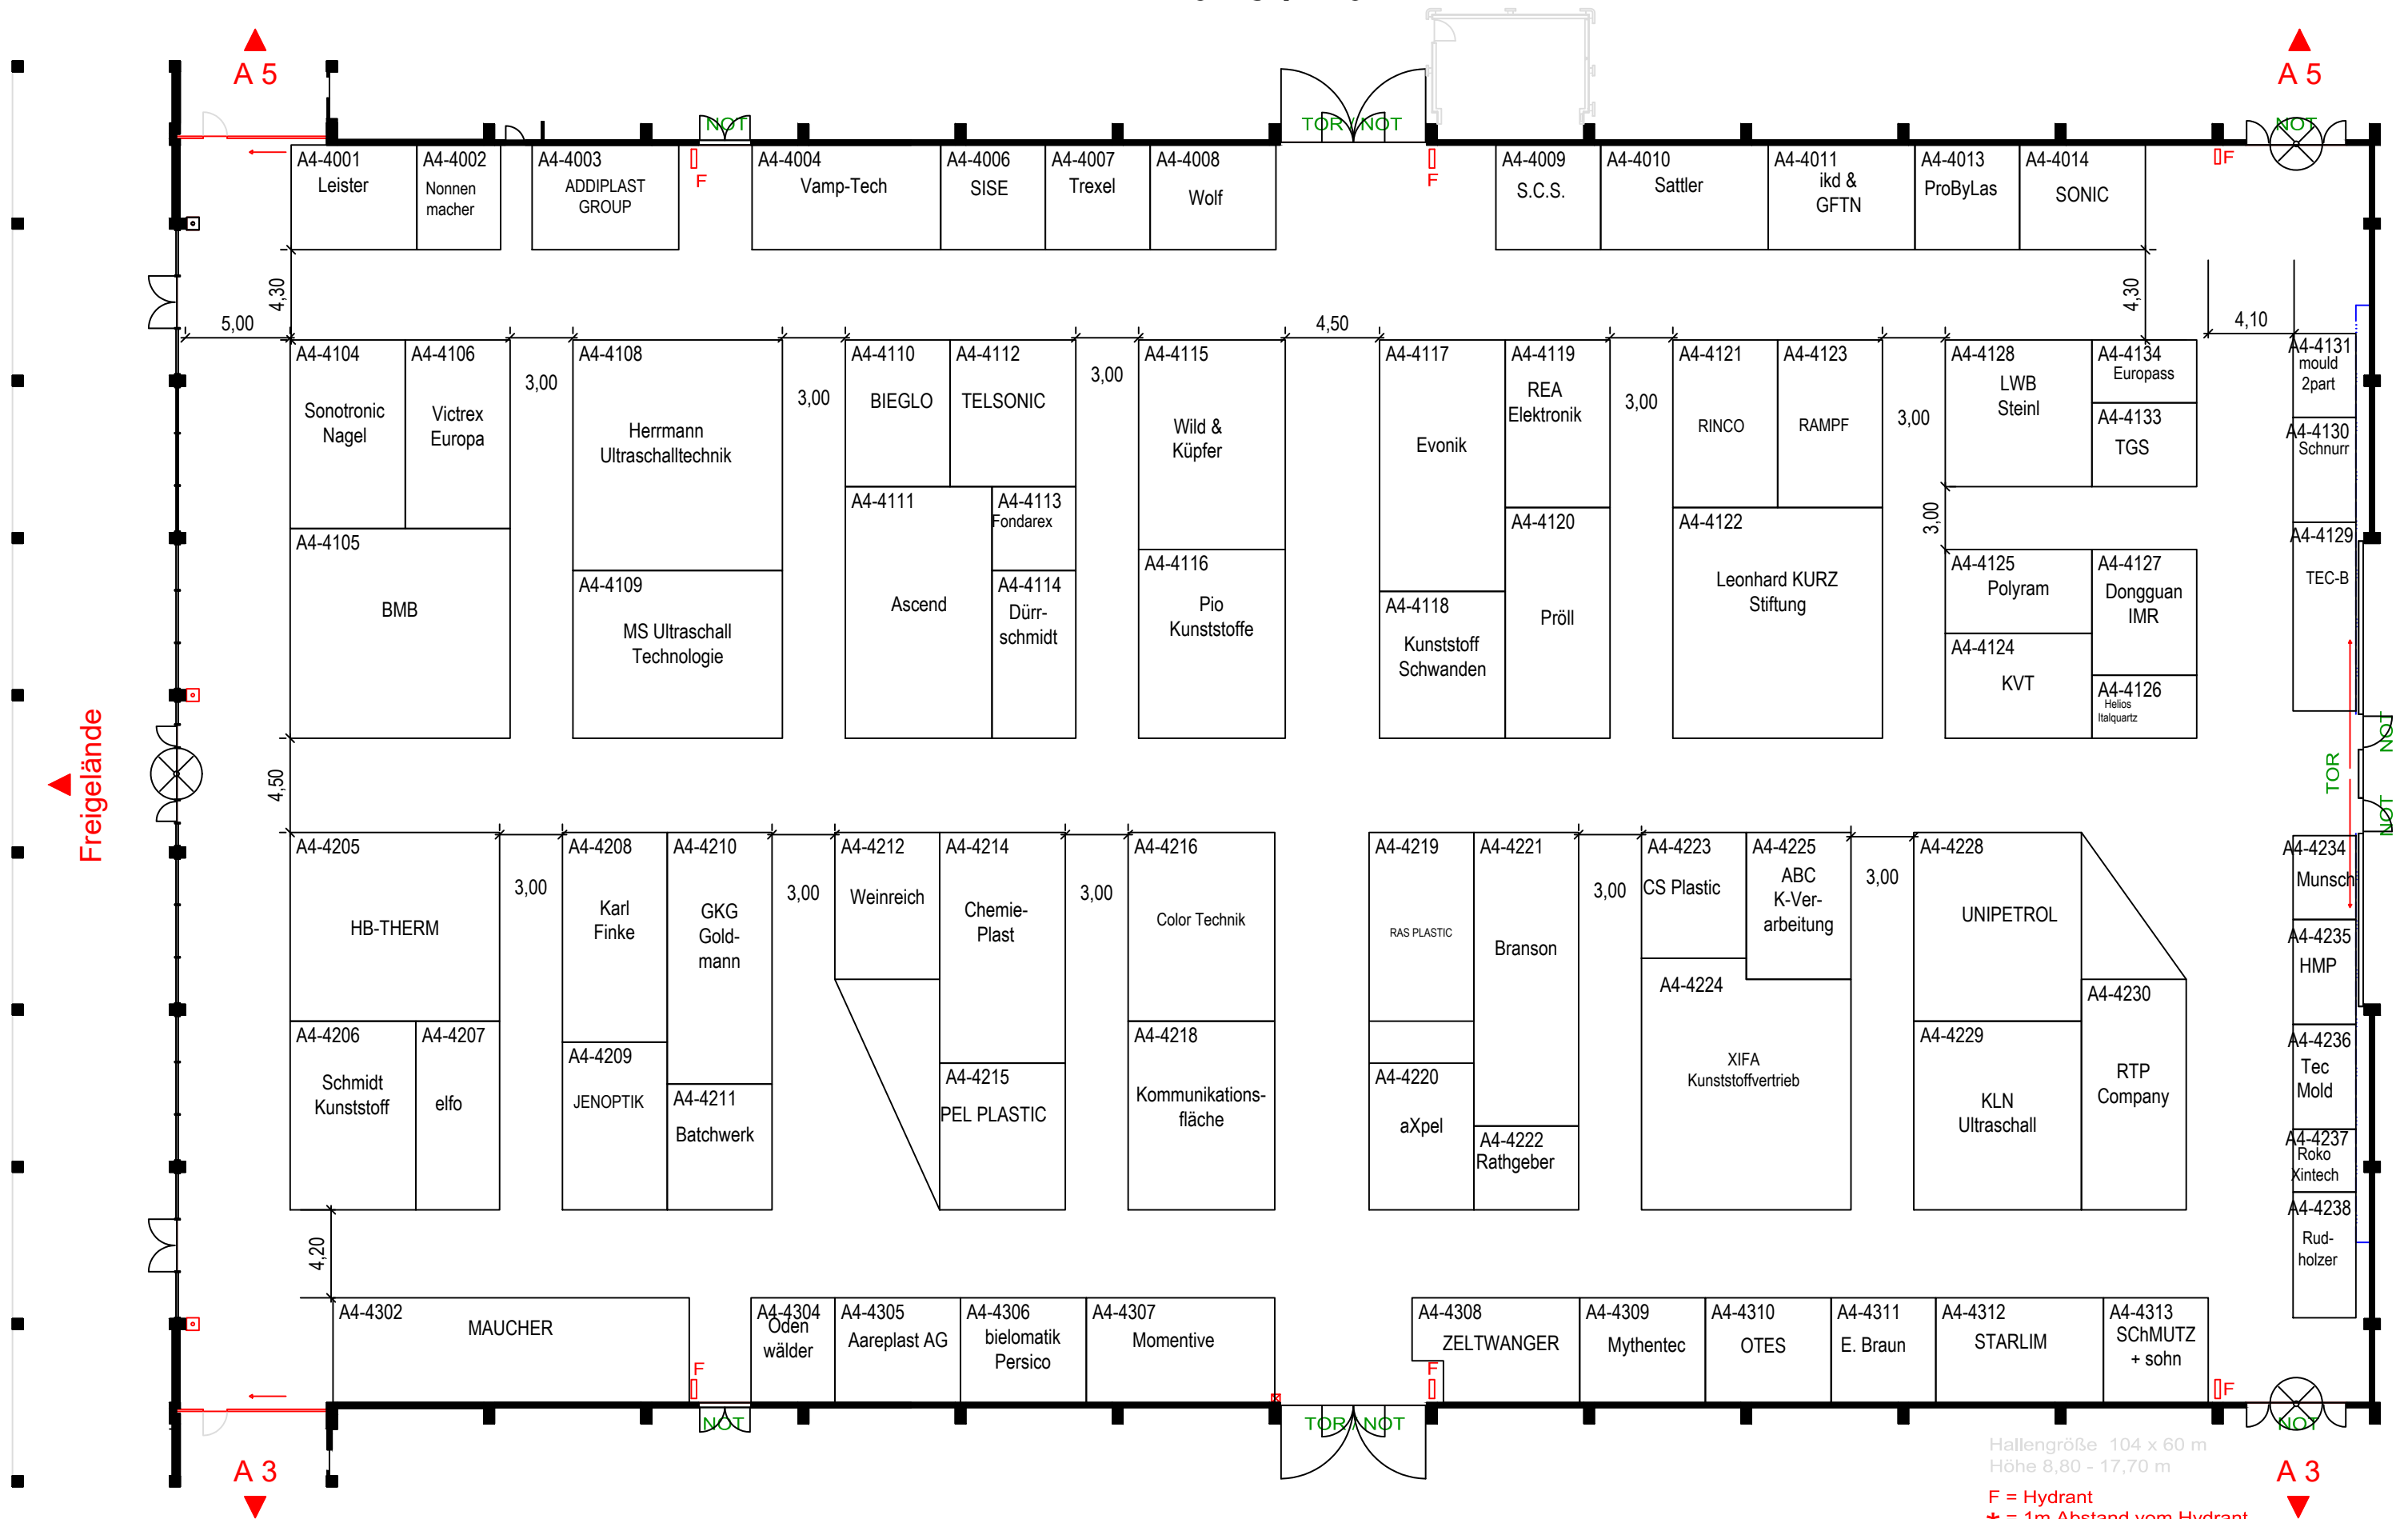 A 5
A 5
NOT
TOR / NOT
NOT
A4-4001
Leister
A4-4002
Nonnen
macher
A4-4003
ADDIPLAST
GROUP
F
A4-4004
Vamp-Tech
A4-4006
SISE
A4-4007
Trexel
A4-4008
Wolf
F
A4-4009
S.C.S.
A4-4010
Sattler
A4-4011
ikd &
GFTN
A4-4013
ProByLas
A4-4014
SONIC
F
4,30
4,30
5,00
4,50
4,10
A4-4104
Sonotronic
Nagel
A4-4106
Victrex
Europa
3,00
A4-4108
Herrmann
Ultraschalltechnik
3,00
A4-4110
BIEGLO
A4-4112
TELSONIC
3,00
A4-4115
Wild &
Küpfer
A4-4117
Evonik
A4-4119
REA
Elektronik
3,00
A4-4121
RINCO
A4-4123
RAMPF
3,00
A4-4128
LWB
Steinl
A4-4134
Europass
A4-4133
TGS
A4-4131
mould
2part
A4-4130
Schnurr
A4-4129
TEC-B
A4-4105
BMB
A4-4109
MS Ultraschall
Technologie
A4-4111
Ascend
A4-4113
Fondarex
A4-4114
Dürr-
schmidt
A4-4116
Pio
Kunststoffe
A4-4118
Kunststoff
Schwanden
A4-4120
Pröll
A4-4122
Leonhard KURZ
Stiftung
3,00
A4-4125
Polyram
A4-4127
Dongguan
IMR
A4-4124
KVT
A4-4126
Helios
Italquartz
Freigelände
4,50
TOR
NOT
NOT
A4-4205
HB-THERM
3,00
A4-4208
Karl
Finke
A4-4210
GKG
Gold-
mann
3,00
A4-4212
Weinreich
A4-4214
Chemie-
Plast
3,00
A4-4216
Color Technik
A4-4219
RAS PLASTIC
A4-4221
Branson
3,00
A4-4223
CS Plastic
A4-4225
ABC
K-Ver-
arbeitung
3,00
A4-4228
UNIPETROL
A4-4234
Munsch
A4-4235
HMP
A4-4206
Schmidt
Kunststoff
A4-4207
elfo
A4-4209
JENOPTIK
A4-4211
Batchwerk
A4-4215
PEL PLASTIC
A4-4218
Kommunikations-
fläche
A4-4220
aXpel
A4-4222
Rathgeber
A4-4224
XIFA
Kunststoffvertrieb
A4-4229
KLN
Ultraschall
A4-4230
RTP
Company
A4-4236
Tec
Mold
A4-4237
Roko
Xintech
A4-4238
Rud-
holzer
4,20
A4-4302
MAUCHER
F
A4-4304
Oden
wälder
A4-4305
Aareplast AG
A4-4306
bielomatik
Persico
A4-4307
Momentive
F
A4-4308
ZELTWANGER
A4-4309
Mythentec
A4-4310
OTES
A4-4311
E. Braun
A4-4312
STARLIM
A4-4313
SChMUTZ
+ sohn
F
NOT
TOR / NOT
NOT
Hallengröße 104 x 60 m
Höhe 8,80 - 17,70 m
A 3
A 3
F = Hydrant
* = 1m Abstand vom Hydrant